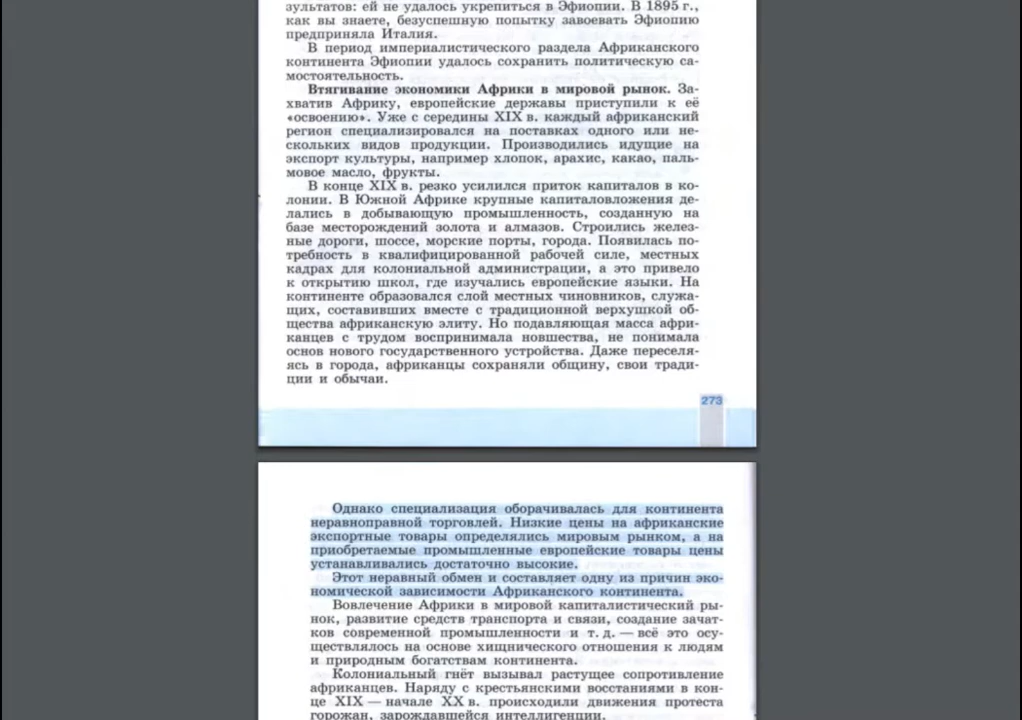 зультатов: ей не удалось укрепиться в Эфиопии. В 1895 г.,
как вы знаете, безуспешную попытку завоевать Эфиопию
предприняла Италия.
В период империалистического раздела Африканского
континента Эфиопии удалось сохранить политическую са-
мостоятельность.
Втягивание экономики Африки в мировой рынок. За-
хватив Африку, европейские державы приступили к её
«освоению». Уже с середины XIX в. каждый африканский
регион специализировался на поставках одного или не-
скольких видов продукции. Производились идущие на
экспорт культуры, например хлопок, арахис, какао, паль-
мовое масло, фрукты.
В конце XIX в. резко усилился приток капиталов в ко-
лонии. В Южной Африке крупные капиталовложения де-
лались в добывающую промышленность, созданную на
базе месторождений золота и алмазов. Строились желез-
ные дороги, шоссе, морские порты, города. Появилась по-
требность в квалифицированной рабочей силе, местных
кадрах для колониальной администрации, а это привело
к открытию школ, где изучались европейские языки. На
континенте образовался слой местных чиновников, служа-
щих, составивших вместе с традиционной верхушкой об-
щества африканскую элиту. Но подавляющая масса афри-
канцев с трудом воспринимала новшества, не понимала
основ нового государственного устройства. Даже переселя-
ясь в города, африканцы сохраняли общину, свои тради-
ции и обычаи.
273
Однако специализация оборачивалась для континента
неравноправной торговлей. Низкие цены на африканские
экспортные товары определялись мировым рынком, а на
приобретаемые промышленные европейские товары цены
устанавливались достаточно высокие.
Этот неравный обмен и составляет одну из причин эко-
номической зависимости Африканского континента.
Вовлечение Африки в мировой капиталистический ры-
нок, развитие средств транспорта и связи, создание зачат-
ков современной промышленности и т. д. — всё это осу-
ществлялось на основе хищнического отношения к людям
и природным богатствам континента.
Колониальный гнёт вызывал растущее сопротивление
африканцев. Наряду с крестьянскими восстаниями в кон-
це XIX — начале XX в. происходили движения протеста
горожан, зарождавшейся интеллигенции.